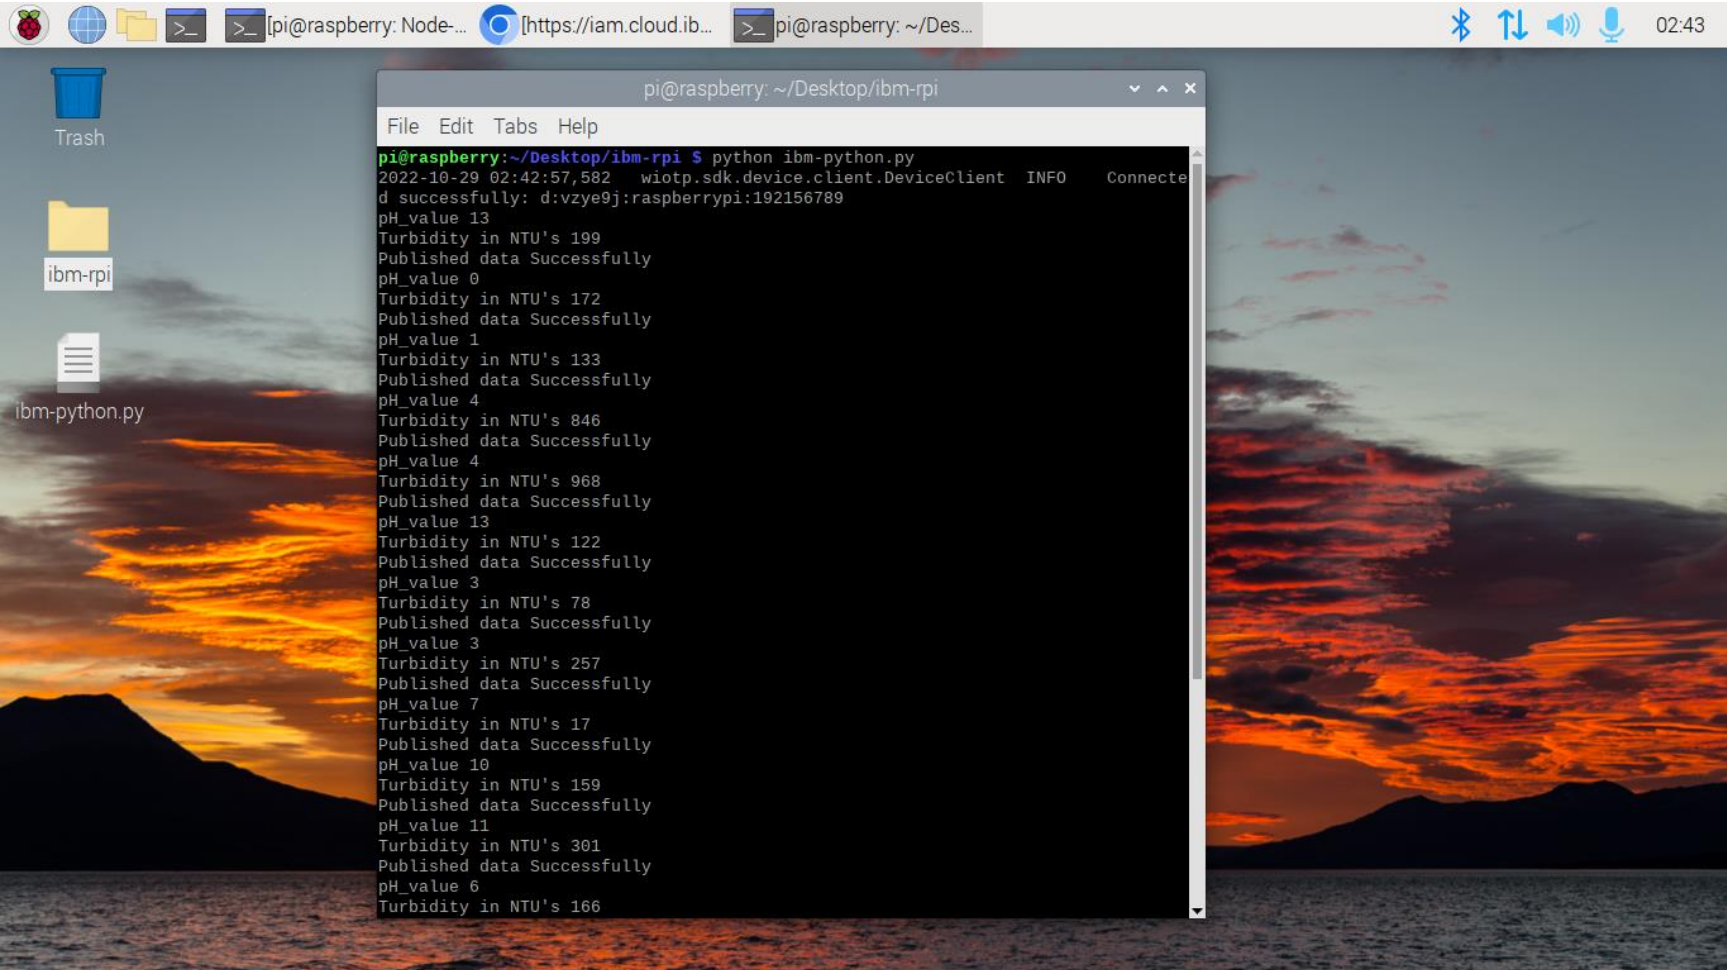 [pi@raspberry: Node-... [https://iam.cloud.ib... pi@raspberry: ~/Des... 02:43
Trash
ibm-rpi
ibm-python.py
pi@raspberry: ~/Desktop/ibm-rpi
File Edit Tabs Help
pi@raspberry:~/Desktop/ibm-rpi $ python ibm-python.py
2022-10-29 02:42:57,582   wiotp.sdk.device.client.DeviceClient  INFO    Connecte
d successfully: d:vzye9j:raspberrypi:192156789
pH_value 13
Turbidity in NTU's 199
Published data Successfully
pH_value 0
Turbidity in NTU's 172
Published data Successfully
pH_value 1
Turbidity in NTU's 133
Published data Successfully
pH_value 4
Turbidity in NTU's 846
Published data Successfully
pH_value 4
Turbidity in NTU's 968
Published data Successfully
pH_value 13
Turbidity in NTU's 122
Published data Successfully
pH_value 3
Turbidity in NTU's 78
Published data Successfully
pH_value 3
Turbidity in NTU's 257
Published data Successfully
pH_value 7
Turbidity in NTU's 17
Published data Successfully
pH_value 10
Turbidity in NTU's 159
Published data Successfully
pH_value 11
Turbidity in NTU's 301
Published data Successfully
pH_value 6
Turbidity in NTU's 166